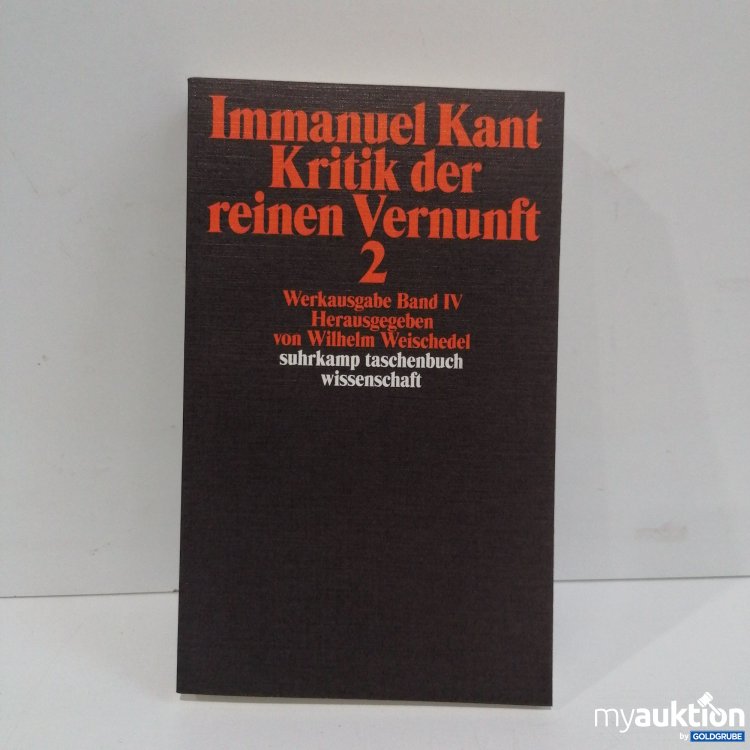 Immanuel Kant
Kritik der
reinen Vernunft
2
Werkausgabe Band IV
Herausgegeben
von Wilhelm Weischedel
suhrkamp taschenbuch
wissenschaft
myauktion
by GOLDGRUBE